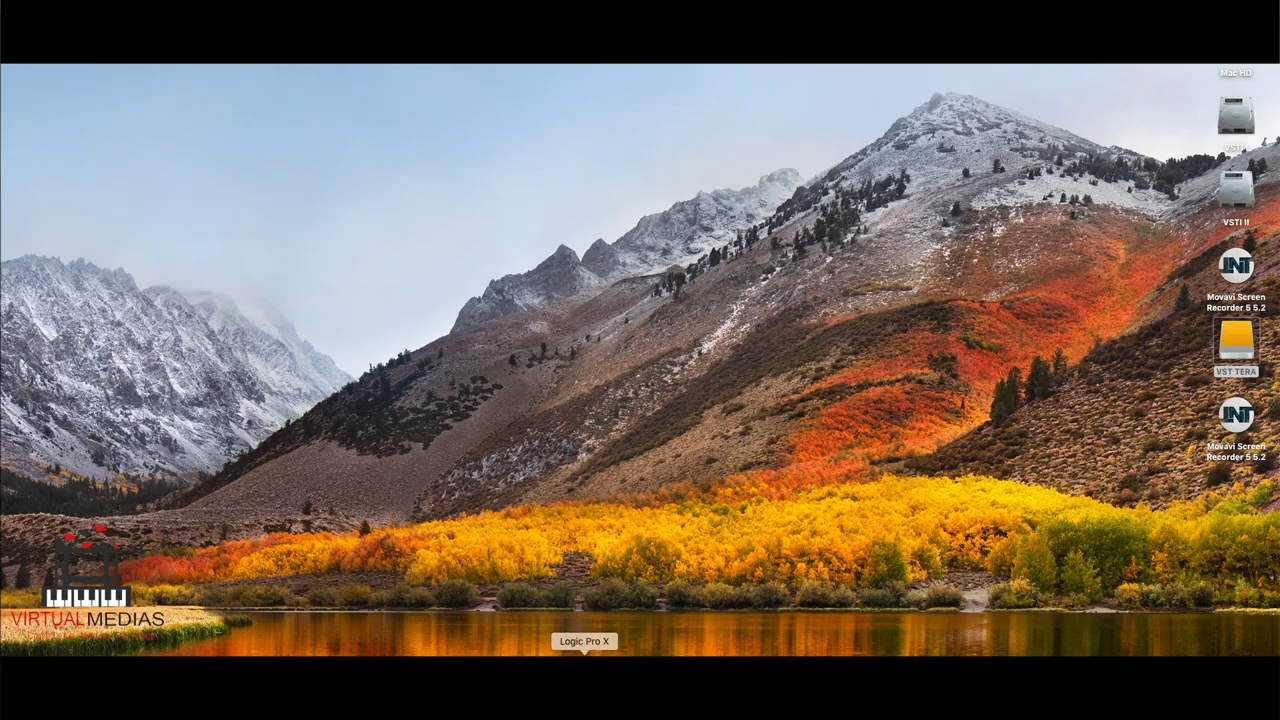 Mac HD
VSTI
VSTI II
Movavi Screen
Recorder 5 5.2
VST TERA
Movavi Screen
Recorder 5 5.2
VIRTUALMEDIAS
Logic Pro X